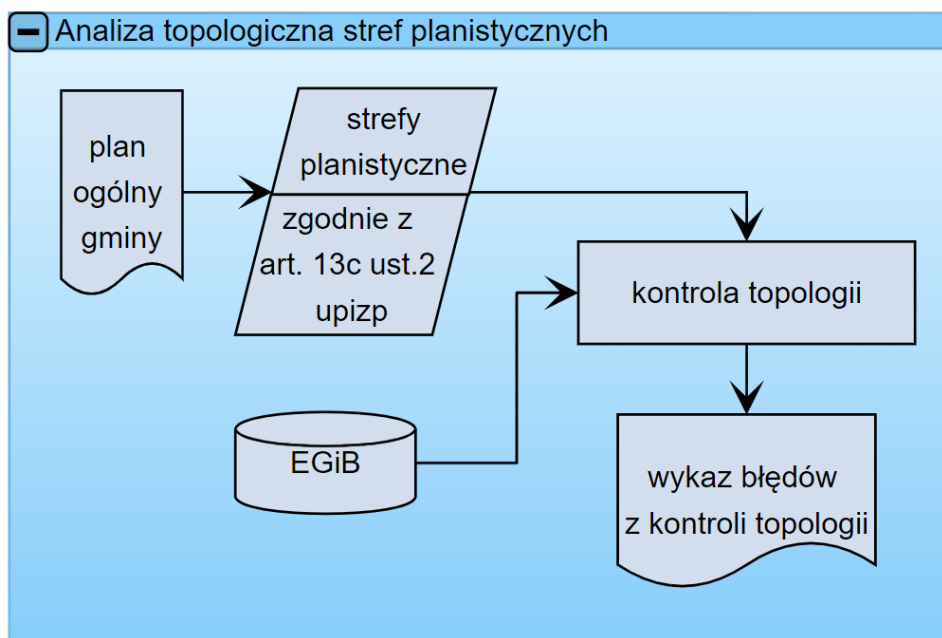 Analiza topologiczna stref planistycznych
plan
ogólny
gminy
strefy
planistyczne
zgodnie z
art. 13c ust.2
upizp
kontrola topologii
EGiB
wykaz błędów
z kontroli topologii